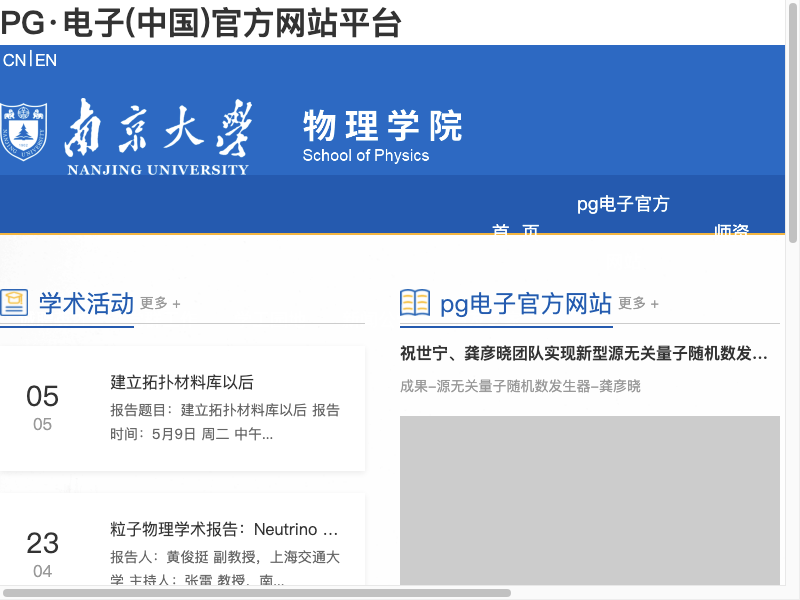 PG·电子(中国)官方网站平台
CN|EN
南京大學
NANJING UNIVERSITY
物理学院
School of Physics
pg电子官方
首 页
师资
学术活动 更多 +
05
05
建立拓扑材料库以后
报告题目：建立拓扑材料库以后 报告
时间：5月9日 周二 中午...
23
04
粒子物理学术报告：Neutrino ...
报告人：黄俊挺 副教授，上海交通大
学 主持人：张雷 教授，南...
pg电子官方网站 更多 +
祝世宁、龚彦晓团队实现新型源无关量子随机数发...
成果–源无关量子随机数发生器–龚彦晓